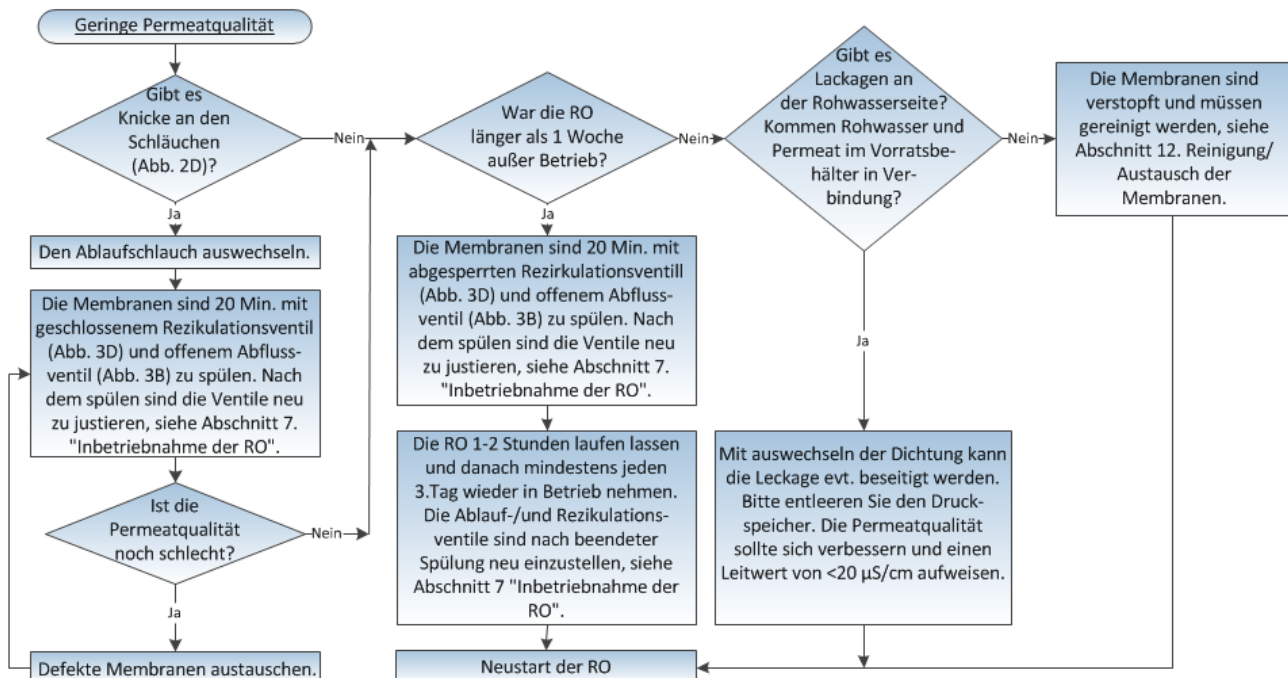 Geringe Permeatqualität
Gibt es
Knicke an den
Schläuchen
(Abb. 2D)?
Nein
Ja
Den Ablaufschlauch auswechseln.
Die Membranen sind 20 Min. mit
geschlossenem Rezikulationsventil
(Abb. 3D) und offenem Abfluss-
ventil (Abb. 3B) zu spülen. Nach
dem spülen sind die Ventile neu
zu justieren, siehe Abschnitt 7.
"Inbetriebnahme der RO".
Ist die
Permeatqualität
noch schlecht?
Nein
Ja
Defekte Membranen austauschen.
War die RO
länger als 1 Woche
außer Betrieb?
Nein
Ja
Die Membranen sind 20 Min. mit
abgesperrten Rezirkulationsventill
(Abb. 3D) und offenem Abfluss-
ventil (Abb. 3B) zu spülen. Nach
dem spülen sind die Ventile neu
zu justieren, siehe Abschnitt 7.
"Inbetriebnahme der RO".
Die RO 1-2 Stunden laufen lassen
und danach mindestens jeden
3.Tag wieder in Betrieb nehmen.
Die Ablauf-/und Rezikulations-
ventile sind nach beendeter
Spülung neu einzustellen, siehe
Abschnitt 7 "Inbetriebnahme der
RO".
Neustart der RO
Gibt es
Lackagen an
der Rohwasserseite?
Kommen Rohwasser und
Permeat im Vorratsbe-
hälter in Ver-
bindung?
Nein
Ja
Mit auswechseln der Dichtung kann
die Leckage evt. beseitigt werden.
Bitte entleeren Sie den Druck-
speicher. Die Permeatqualität
sollte sich verbessern und einen
Leitwert von <20 µS/cm aufweisen.
Die Membranen sind
verstopft und müssen
gereinigt werden, siehe
Abschnitt 12. Reinigung/
Austausch der
Membranen.